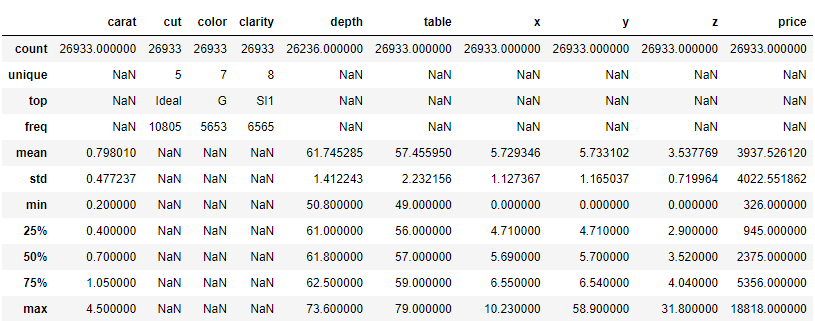 carat cut color clarity depth table x y z price
count 26933.000000 26933 26933 26933 26236.000000 26933.000000 26933.000000 26933.000000 26933.000000 26933.000000
unique NaN 5 7 8 NaN NaN NaN NaN NaN NaN
top NaN Ideal G SI1 NaN NaN NaN NaN NaN NaN
freq NaN 10805 5653 6565 NaN NaN NaN NaN NaN NaN
mean 0.798010 NaN NaN NaN 61.745285 57.455950 5.729346 5.733102 3.537769 3937.526120
std 0.477237 NaN NaN NaN 1.412243 2.232156 1.127367 1.165037 0.719964 4022.551862
min 0.200000 NaN NaN NaN 50.800000 49.000000 0.000000 0.000000 0.000000 326.000000
25% 0.400000 NaN NaN NaN 61.000000 56.000000 4.710000 4.710000 2.900000 945.000000
50% 0.700000 NaN NaN NaN 61.800000 57.000000 5.690000 5.700000 3.520000 2375.000000
75% 1.050000 NaN NaN NaN 62.500000 59.000000 6.550000 6.540000 4.040000 5356.000000
max 4.500000 NaN NaN NaN 73.600000 79.000000 10.230000 58.900000 31.800000 18818.000000